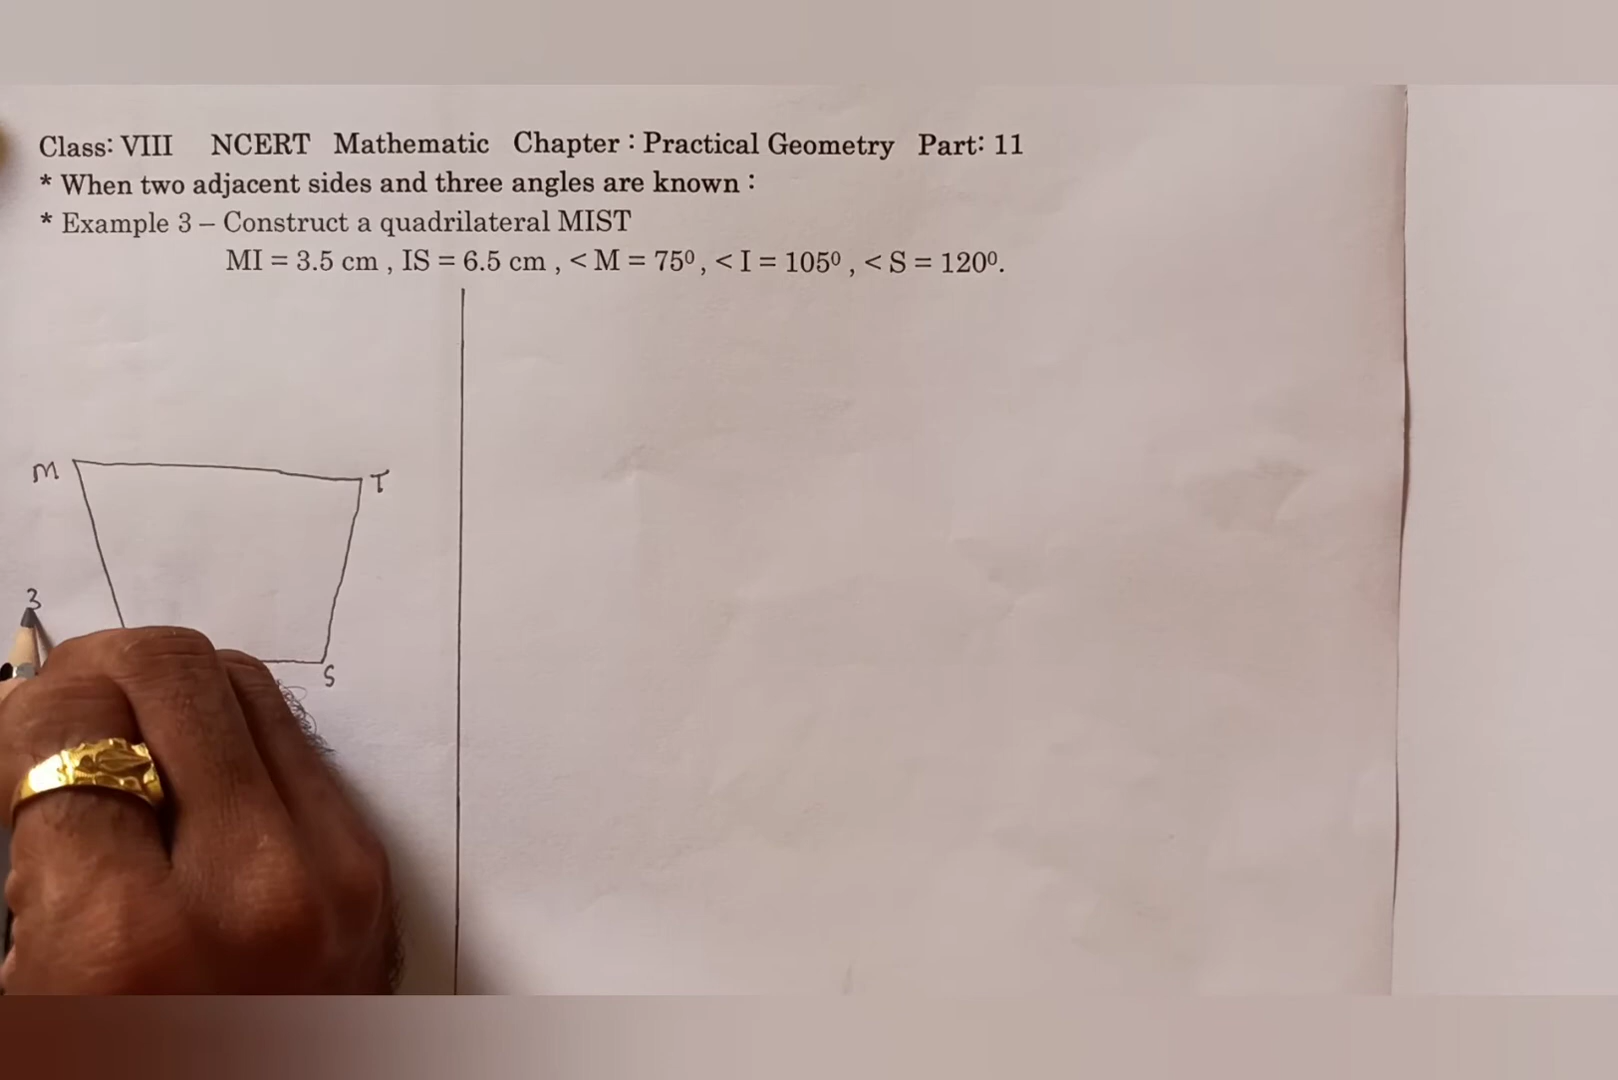 Class: VIII NCERT Mathematic Chapter : Practical Geometry Part: 11
* When two adjacent sides and three angles are known :
* Example 3 – Construct a quadrilateral MIST
MI = 3.5 cm , IS = 6.5 cm , < M = 75⁰ , < I = 105⁰ , < S = 120⁰.
M
T
3
S